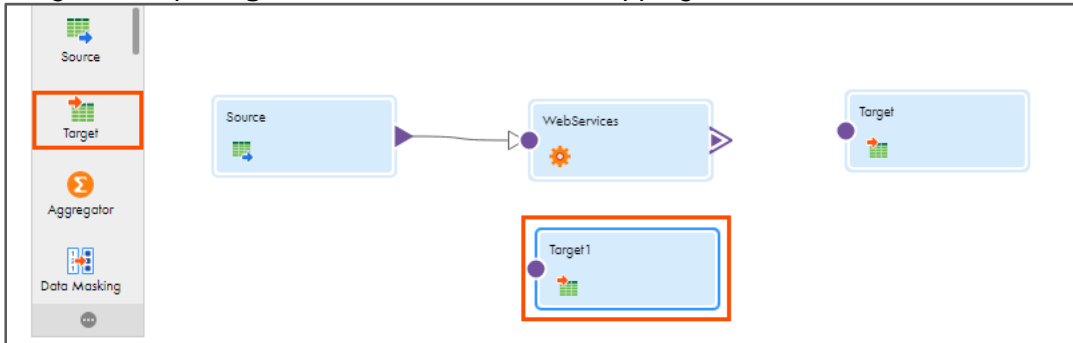 Source
Target
Aggregator
Data Masking
Source
WebServices
Target
Target1